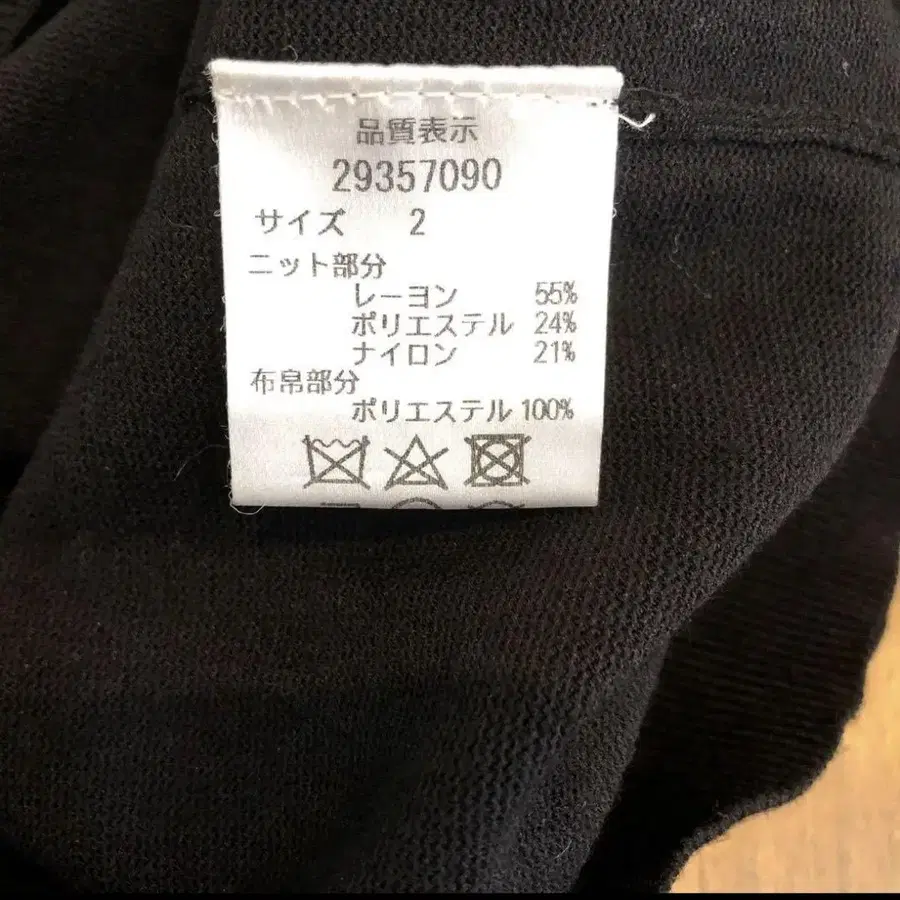 品質表示
29357090
サイズ 2
ニット部分
レーヨン 55%
ポリエステル 24%
ナイロン 21%
布帛部分
ポリエステル 100%